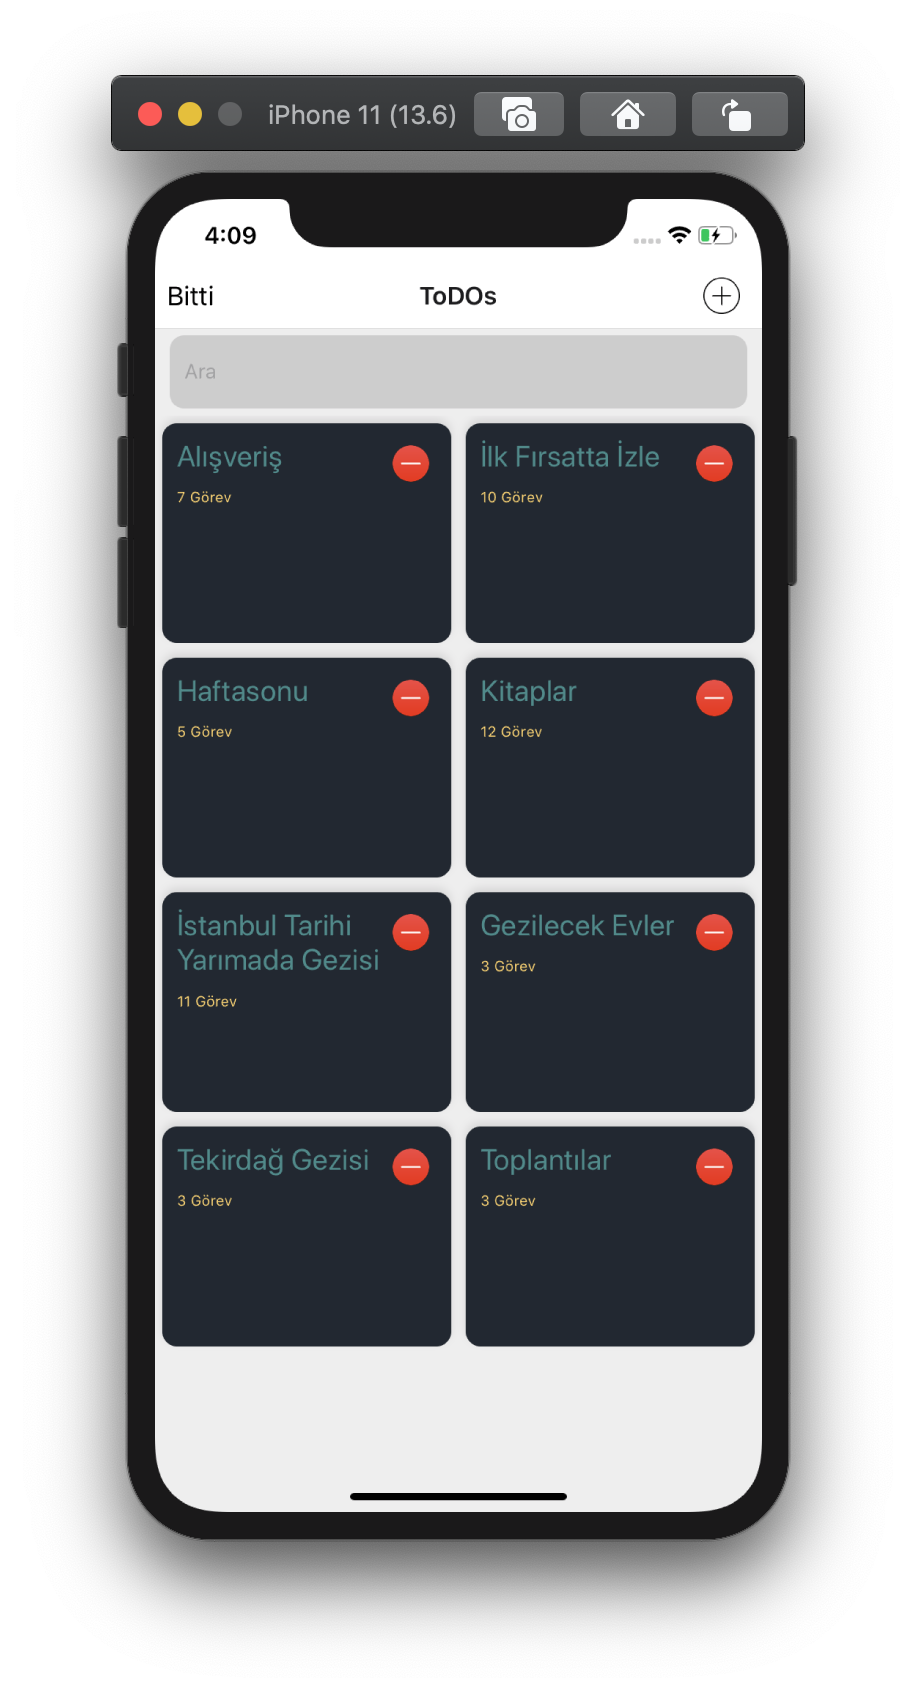 iPhone 11 (13.6)
4:09
Bitti
ToDOs
Ara
Alışveriş
7 Görev
İlk Fırsatta İzle
10 Görev
Haftasonu
5 Görev
Kitaplar
12 Görev
İstanbul Tarihi
Yarımada Gezisi
11 Görev
Gezilecek Evler
3 Görev
Tekirdağ Gezisi
3 Görev
Toplantılar
3 Görev